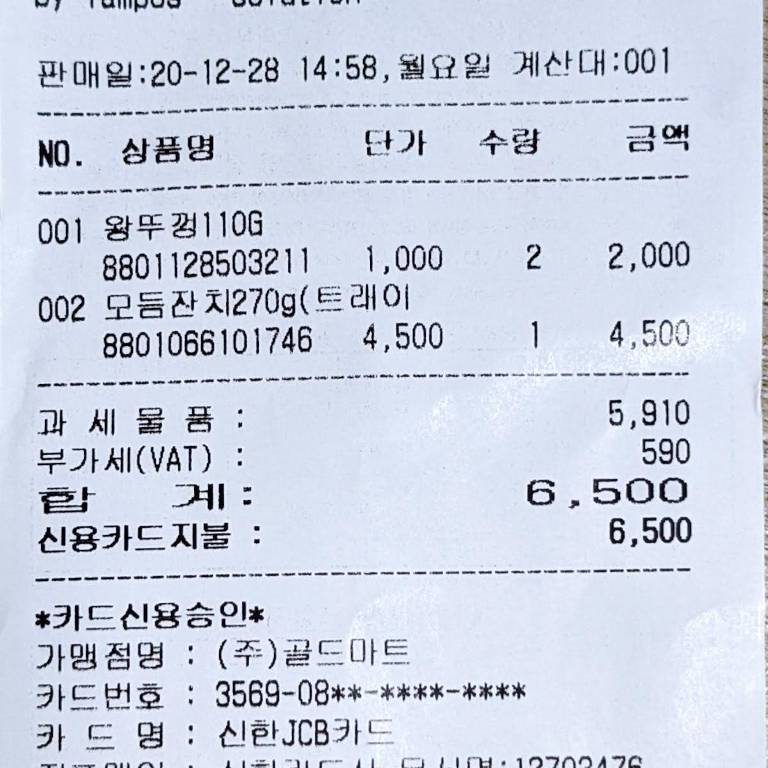 판매일:20-12-28 14:58,월요일 계산대:001
NO. 상품명 단가 수량 금액
001 왕뚜껑110G
8801128503211 1,000 2 2,000
002 모듬잔치270g(트레이
8801066101746 4,500 1 4,500
과 세 물 품 : 5,910
부가세(VAT) : 590
합 계 : 6,500
신용카드지불 : 6,500
*카드신용승인*
가맹점명 : (주)골드마트
카드번호 : 3569-08**-****-****
카 드 명 : 신한JCB카드